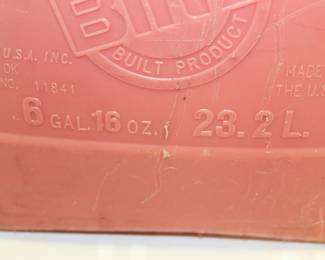 BUILT PRODUCT
U.S.A. INC.
OK
NO. 11841
MADE
THE U.S
6 GAL. 16 OZ. 23.2 L.